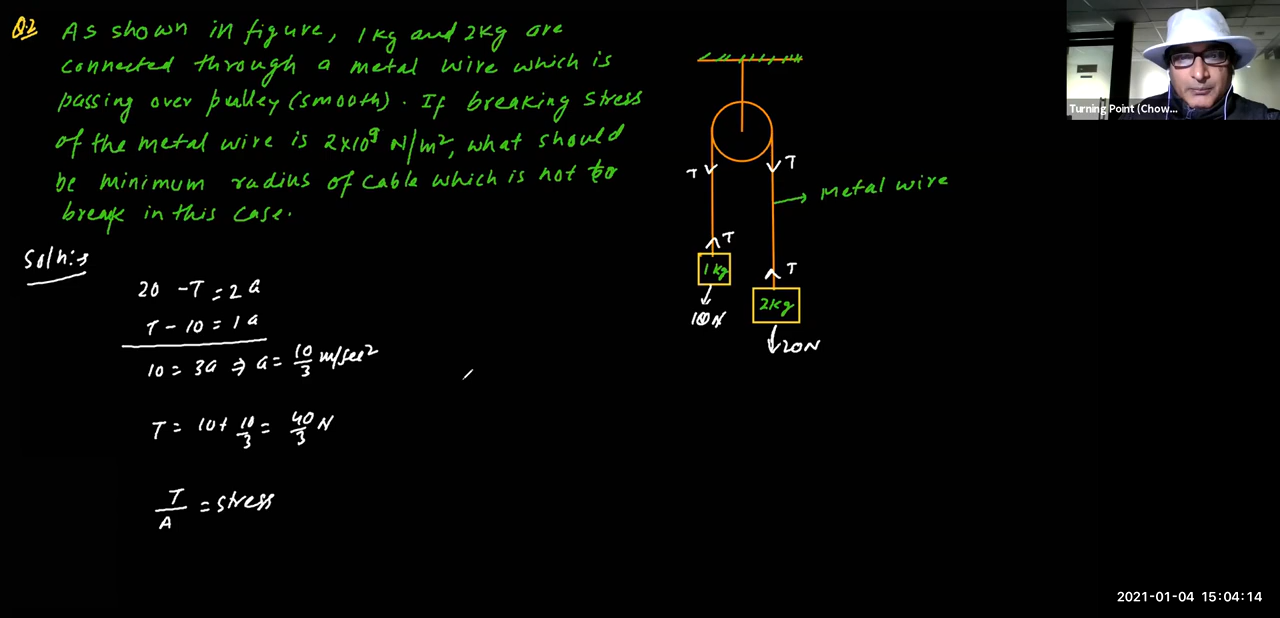 Q.2 As shown in figure, 1kg and 2kg are
connected through a metal wire which is
passing over pulley (smooth). If breaking stress
of the metal wire is 2×10⁹ N/m², what should
be minimum radius of cable which is not to
break in this case.
Soln:→
20 - T = 2a
T - 10 = 1a
10 = 3a ⇒ a = 10/3 m/sec²
T = 10 + 10/3 = 40/3 N
T/A = stress
T
T
Metal wire
T
T
1kg
2kg
10N
20N
Turning Point (Chow...
2021-01-04 15:04:14